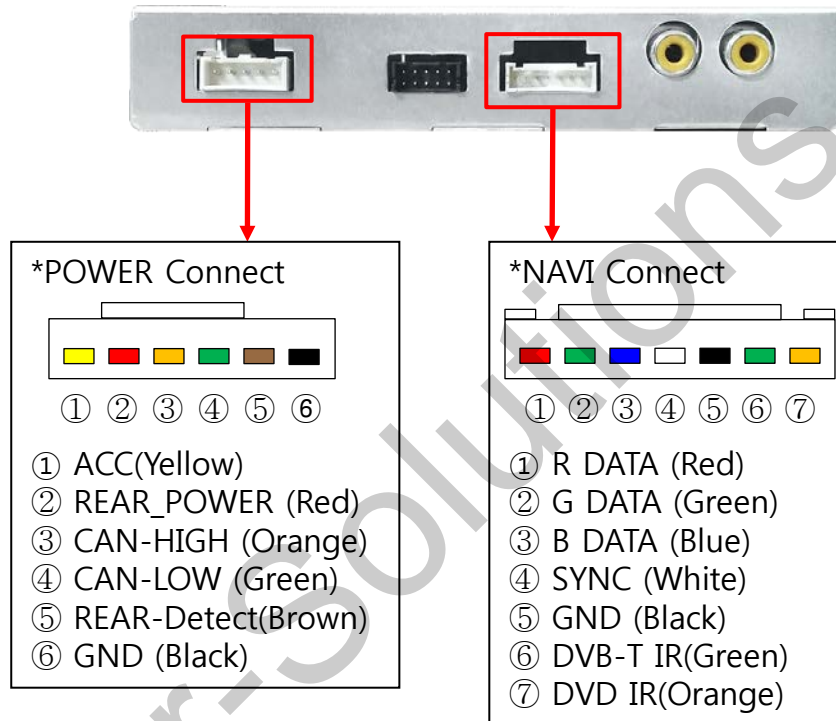 *POWER Connect
① ② ③ ④ ⑤ ⑥
① ACC(Yellow)
② REAR_POWER (Red)
③ CAN-HIGH (Orange)
④ CAN-LOW (Green)
⑤ REAR-Detect(Brown)
⑥ GND (Black)
*NAVI Connect
① ② ③ ④ ⑤ ⑥ ⑦
① R DATA (Red)
② G DATA (Green)
③ B DATA (Blue)
④ SYNC (White)
⑤ GND (Black)
⑥ DVB-T IR(Green)
⑦ DVD IR(Orange)
r-Solutions